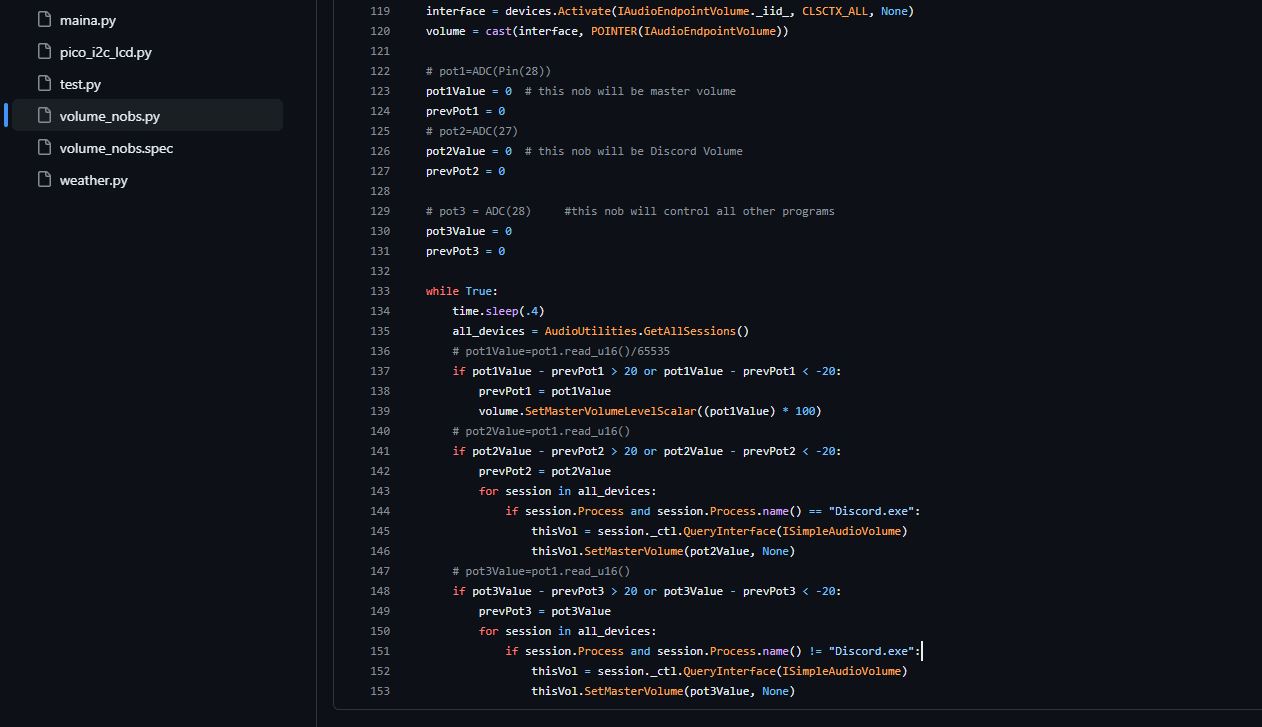 maina.py
pico_i2c_lcd.py
test.py
volume_nobs.py
volume_nobs.spec
weather.py
119 interface = devices.Activate(IAudioEndpointVolume._iid_, CLSCTX_ALL, None)
120 volume = cast(interface, POINTER(IAudioEndpointVolume))
121
122 # pot1=ADC(Pin(28))
123 pot1Value = 0  # this nob will be master volume
124 prevPot1 = 0
125 # pot2=ADC(27)
126 pot2Value = 0  # this nob will be Discord Volume
127 prevPot2 = 0
128
129 # pot3 = ADC(28)     #this nob will control all other programs
130 pot3Value = 0
131 prevPot3 = 0
132
133 while True:
134     time.sleep(.4)
135     all_devices = AudioUtilities.GetAllSessions()
136     # pot1Value=pot1.read_u16()/65535
137     if pot1Value - prevPot1 > 20 or pot1Value - prevPot1 < -20:
138         prevPot1 = pot1Value
139         volume.SetMasterVolumeLevelScalar((pot1Value) * 100)
140     # pot2Value=pot1.read_u16()
141     if pot2Value - prevPot2 > 20 or pot2Value - prevPot2 < -20:
142         prevPot2 = pot2Value
143         for session in all_devices:
144             if session.Process and session.Process.name() == "Discord.exe":
145                 thisVol = session._ctl.QueryInterface(ISimpleAudioVolume)
146                 thisVol.SetMasterVolume(pot2Value, None)
147     # pot3Value=pot1.read_u16()
148     if pot3Value - prevPot3 > 20 or pot3Value - prevPot3 < -20:
149         prevPot3 = pot3Value
150         for session in all_devices:
151             if session.Process and session.Process.name() != "Discord.exe":
152                 thisVol = session._ctl.QueryInterface(ISimpleAudioVolume)
153                 thisVol.SetMasterVolume(pot3Value, None)